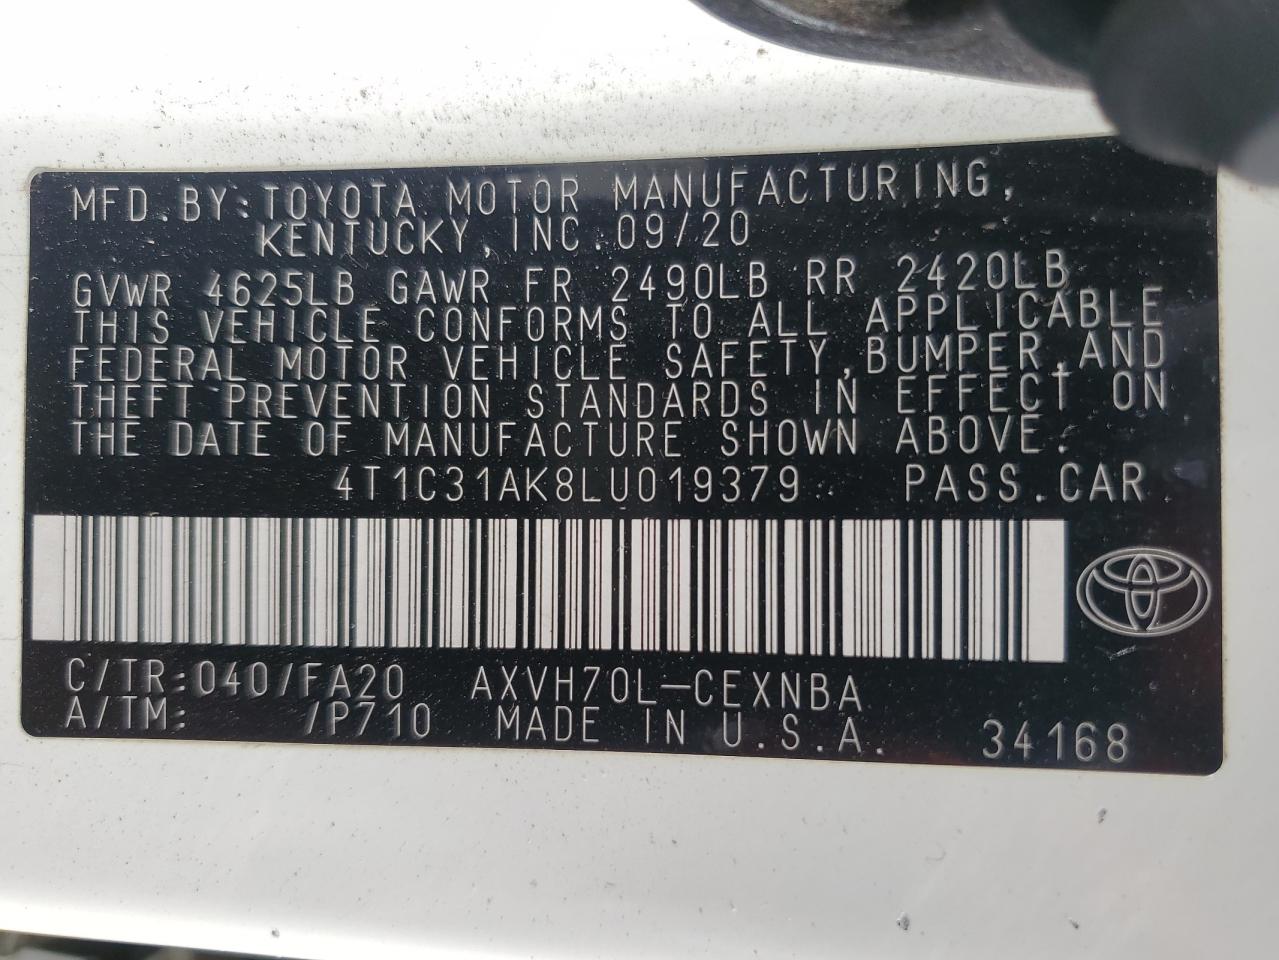 MFD.BY:TOYOTA MOTOR MANUFACTURING,
KENTUCKY, INC.09/20
GVWR 4625LB GAWR FR 2490LB RR 2420LB
THIS VEHICLE CONFORMS TO ALL APPLICABLE
FEDERAL MOTOR VEHICLE SAFETY,BUMPER,AND
THEFT PREVENTION STANDARDS IN EFFECT ON
THE DATE OF MANUFACTURE SHOWN ABOVE.
4T1C31AK8LU019379 PASS.CAR
C/TR:040/FA20 AXVH70L-CEXNBA
A/TM: /P710 MADE IN U.S.A. 34168